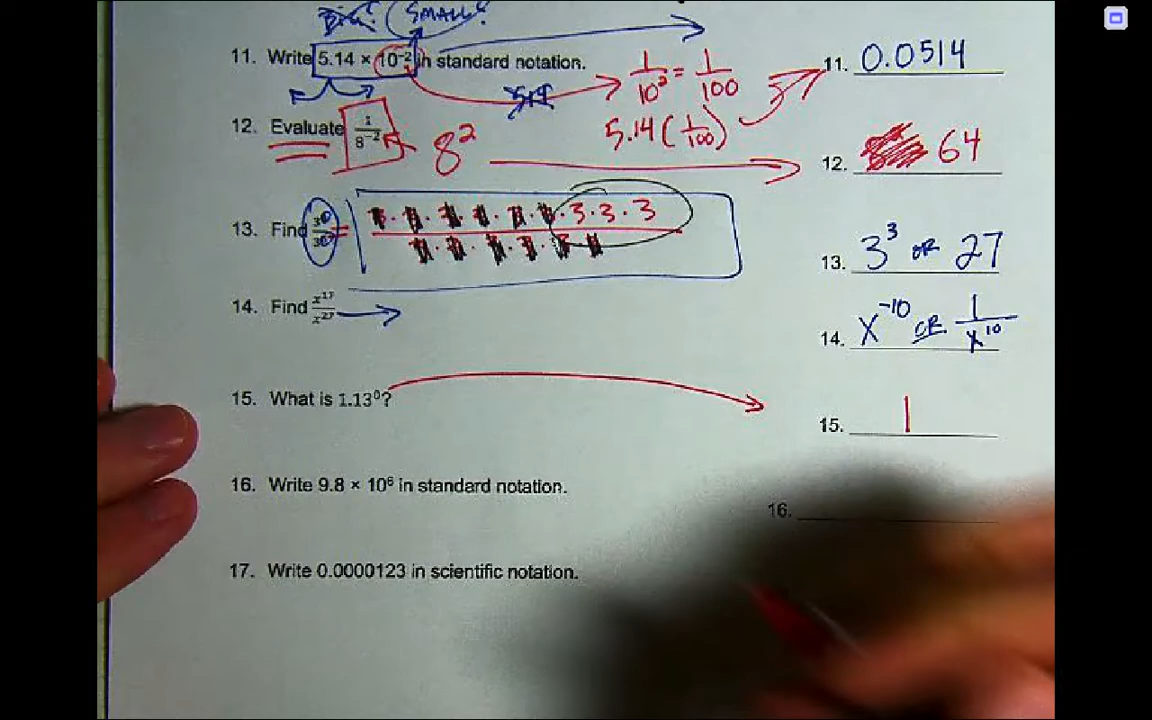 SMALL!
11. Write 5.14 × 10⁻² in standard notation.
1/10² = 1/100
11. 0.0514
12. Evaluate 1/8⁻²
8²
5.14(1/100)
12. 64
13. Find
3·3·3
13. 3³ OR 27
14. Find x¹⁷/x²⁷
14. x⁻¹⁰ OR 1/x¹⁰
15. What is 1.13⁰?
15. 1
16. Write 9.8 × 10⁶ in standard notation.
16.
17. Write 0.0000123 in scientific notation.